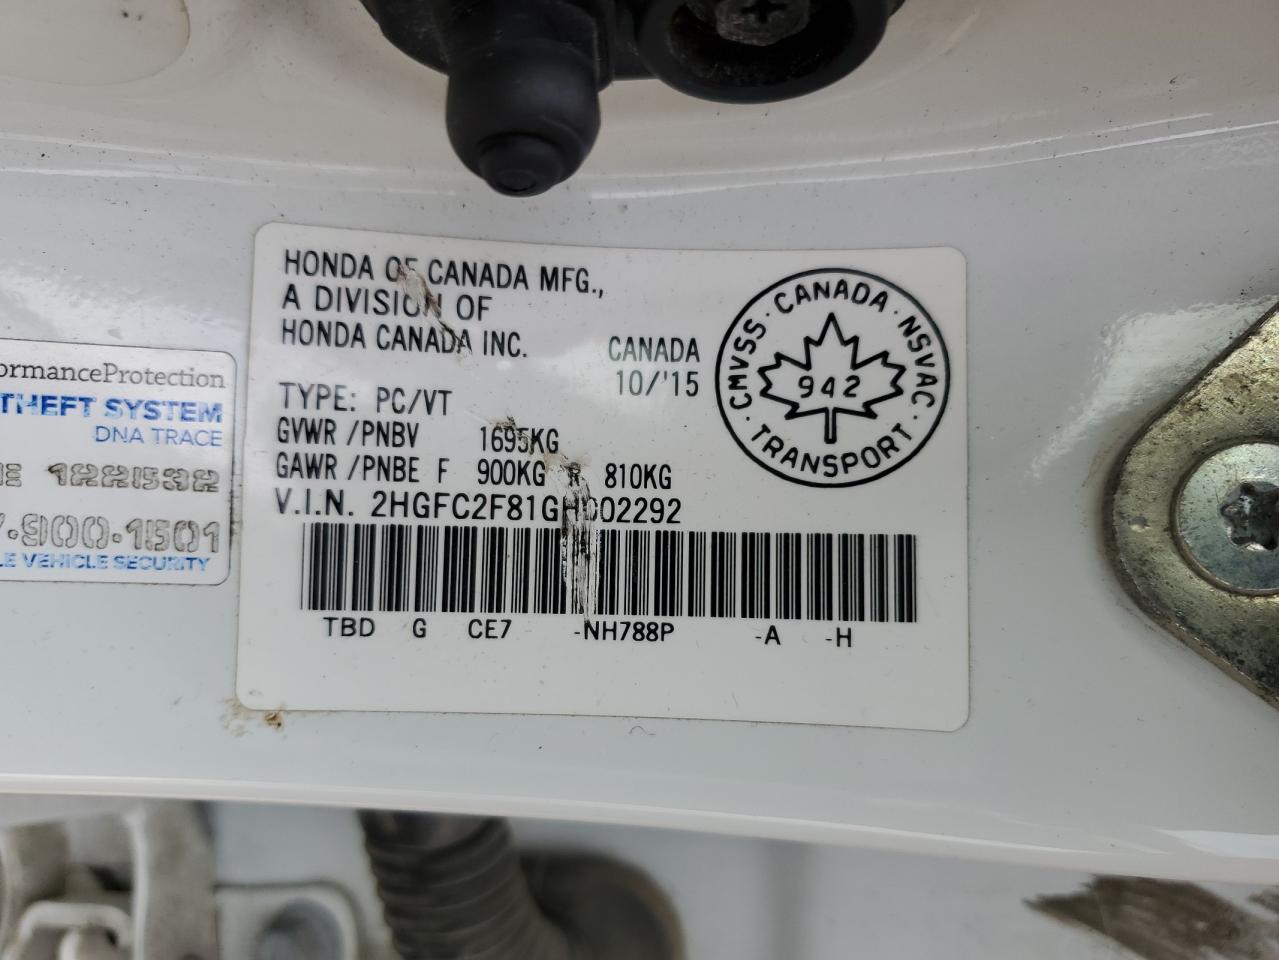 HONDA OF CANADA MFG.,
A DIVISION OF
HONDA CANADA INC.
CANADA
10/'15
TYPE: PC/VT
GVWR /PNBV 1695KG
GAWR /PNBE F 900KG R 810KG
V.I.N. 2HGFC2F81GH002292
TBD G CE7 -NH788P -A -H
· CANADA · NSVAC · TRANSPORT · CMVSS
942
ormanceProtection
THEFT SYSTEM
DNA TRACE
E 122532
900-1501
LE VEHICLE SECURITY